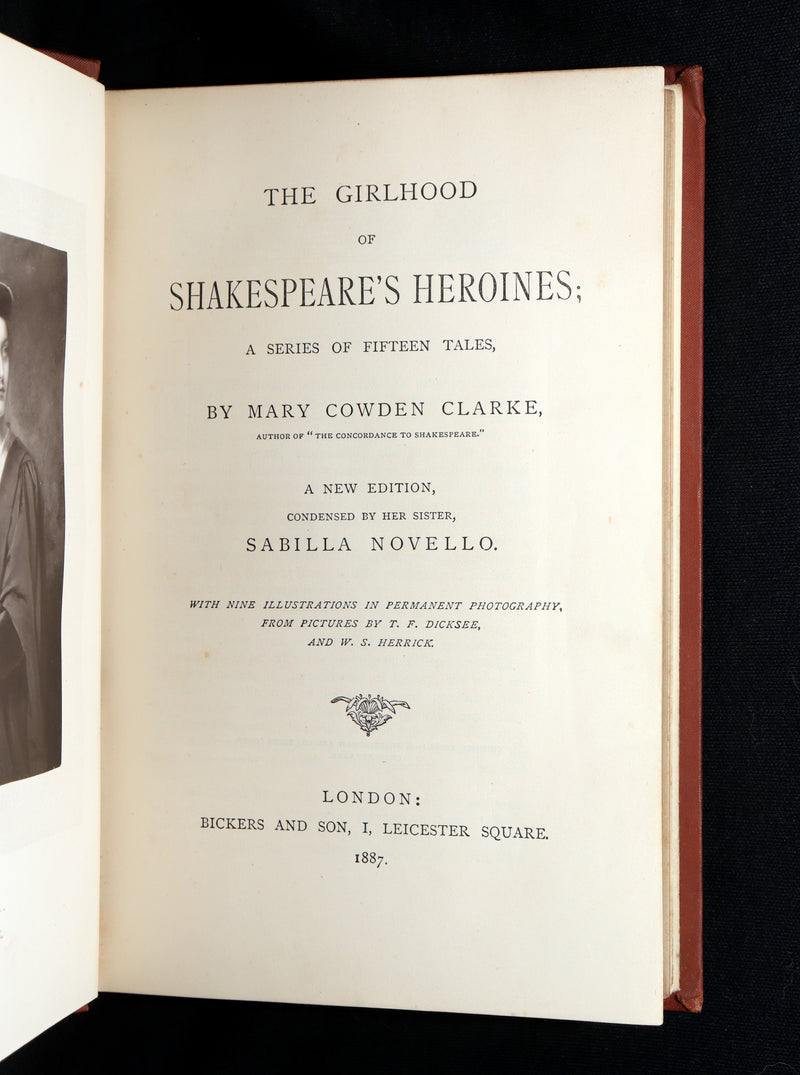 THE GIRLHOOD
OF
SHAKESPEARE'S HEROINES;
A SERIES OF FIFTEEN TALES,
BY MARY COWDEN CLARKE,
AUTHOR OF "THE CONCORDANCE TO SHAKESPEARE."
A NEW EDITION,
CONDENSED BY HER SISTER,
SABILLA NOVELLO.
WITH NINE ILLUSTRATIONS IN PERMANENT PHOTOGRAPHY,
FROM PICTURES BY T. F. DICKSEE,
AND W. S. HERRICK.
LONDON:
BICKERS AND SON, I, LEICESTER SQUARE.
1887.